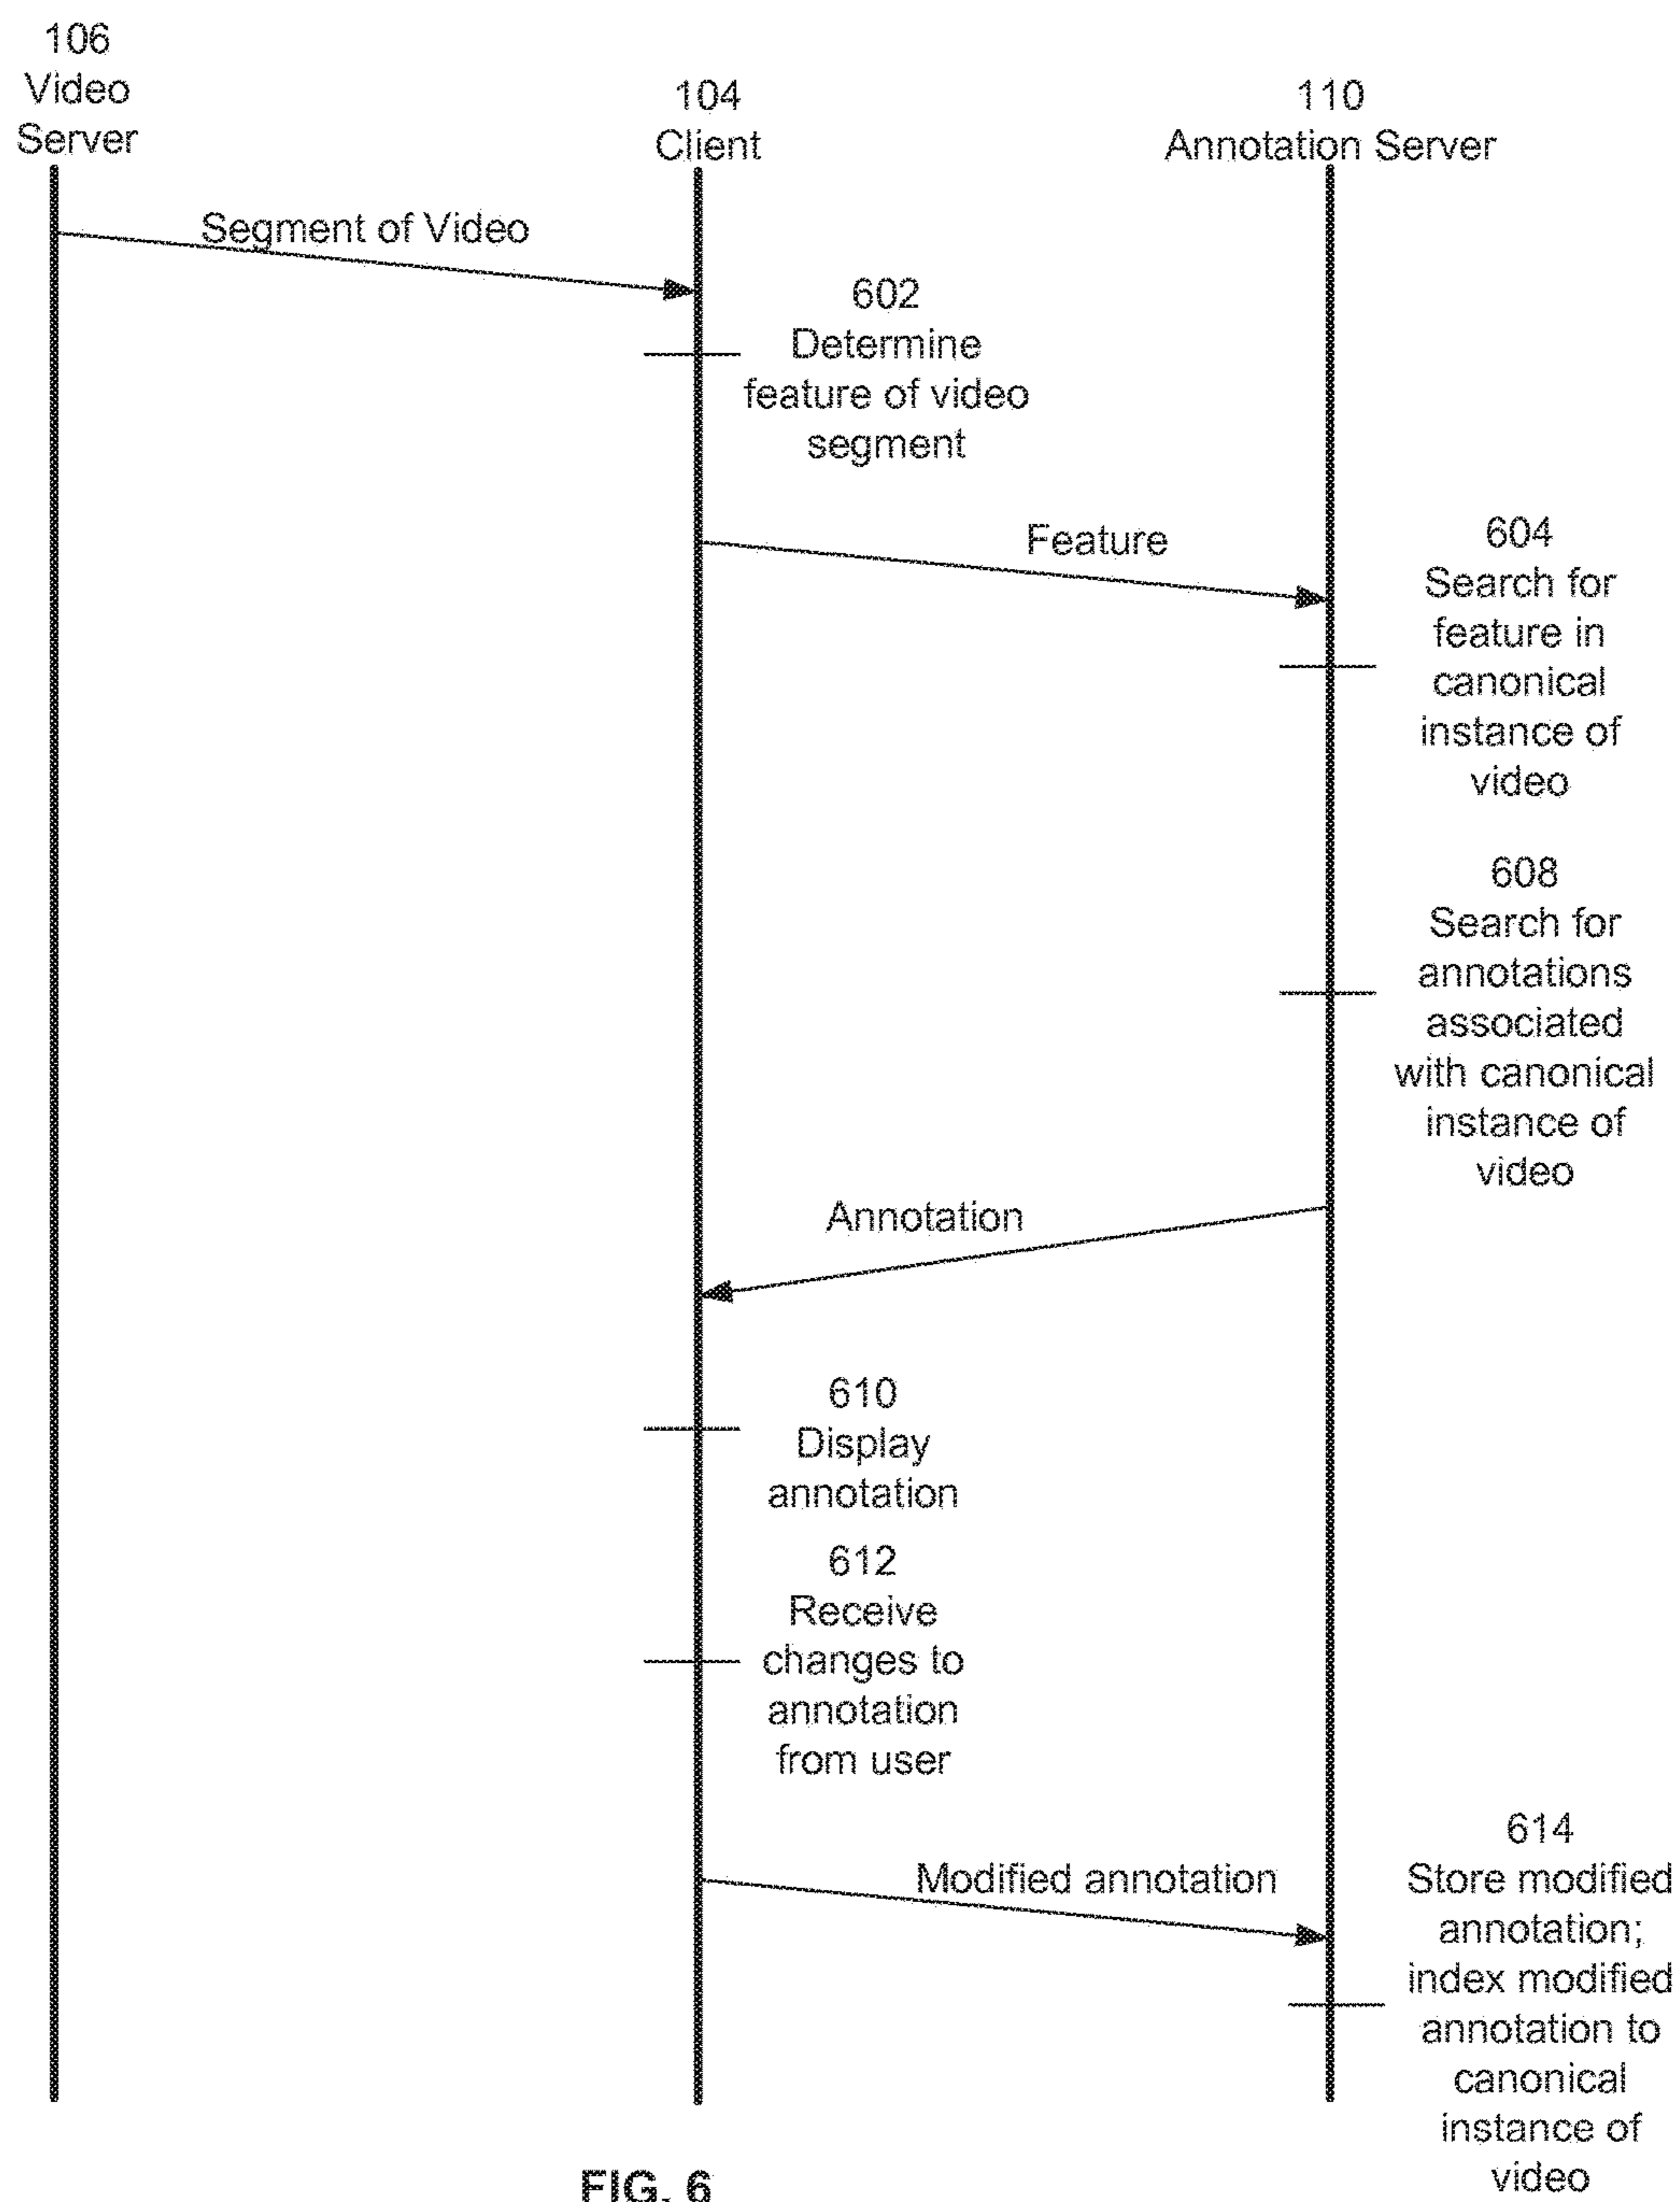 106
Video
Server
104
Client
110
Annotation Server
Segment of Video
602
Determine
feature of video
segment
Feature
604
Search for
feature in
canonical
instance of
video
608
Search for
annotations
associated
with canonical
instance of
video
Annotation
610
Display
annotation
612
Receive
changes to
annotation
from user
Modified annotation
614
Store modified
annotation;
index modified
annotation to
canonical
instance of
video
FIG. 6